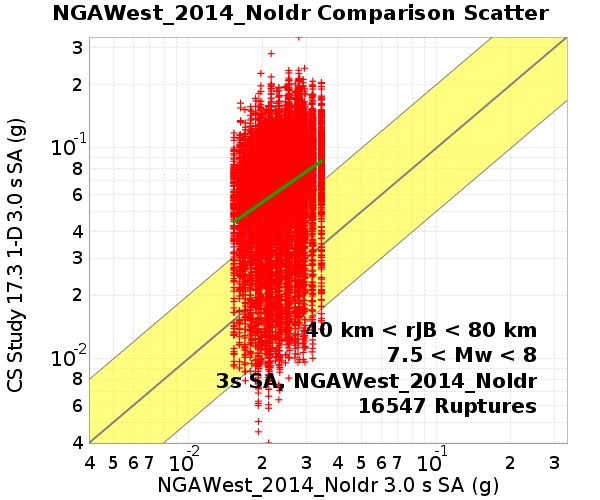 NGAWest_2014_NoIdr Comparison Scatter
CS Study 17.3 1-D 3.0 s SA (g)
3
2
10^-1
8
6
4
3
2
10^-2
8
6
4
40 km < rJB < 80 km
7.5 < Mw < 8
3s SA, NGAWest_2014_NoIdr
16547 Ruptures
4 5 6 7 10^-2 2 3 4 5 6 7 10^-1 2 3
NGAWest_2014_NoIdr 3.0 s SA (g)